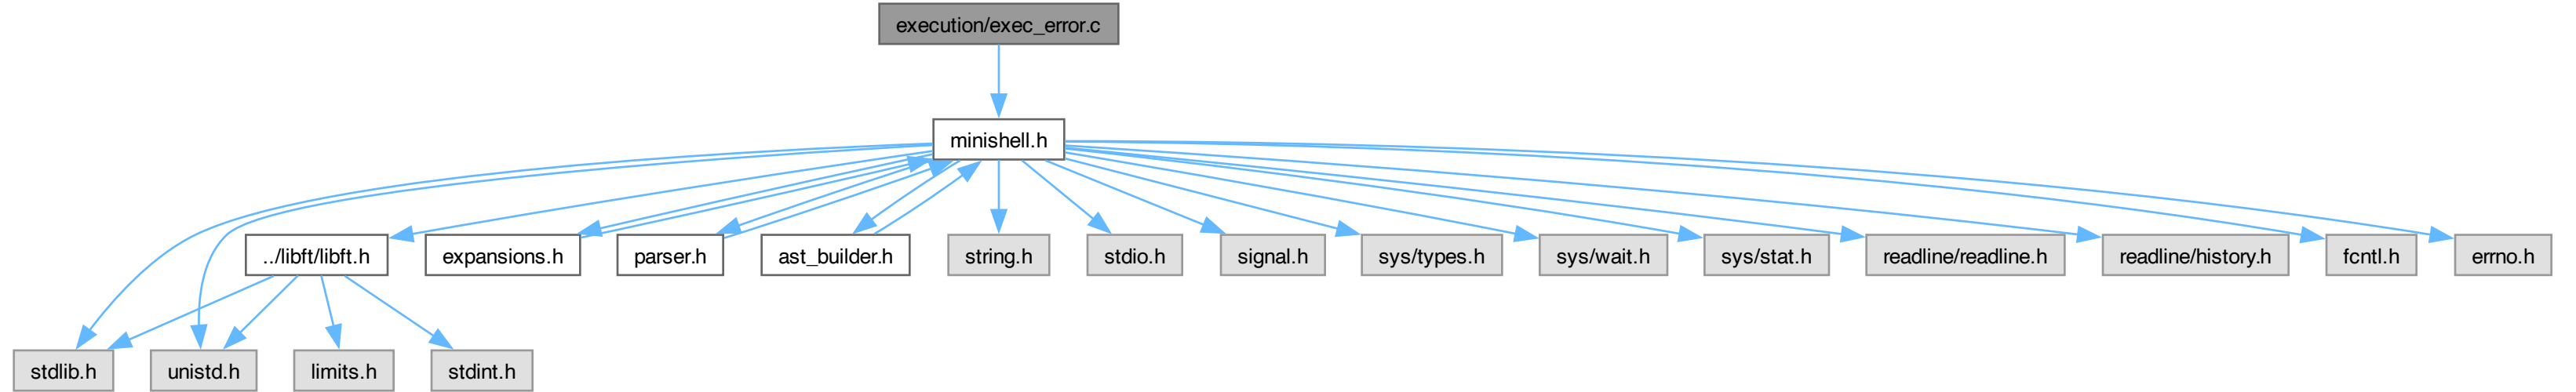 execution/exec_error.c
minishell.h
../libft/libft.h
expansions.h
parser.h
ast_builder.h
string.h
stdio.h
signal.h
sys/types.h
sys/wait.h
sys/stat.h
readline/readline.h
readline/history.h
fcntl.h
errno.h
stdlib.h
unistd.h
limits.h
stdint.h